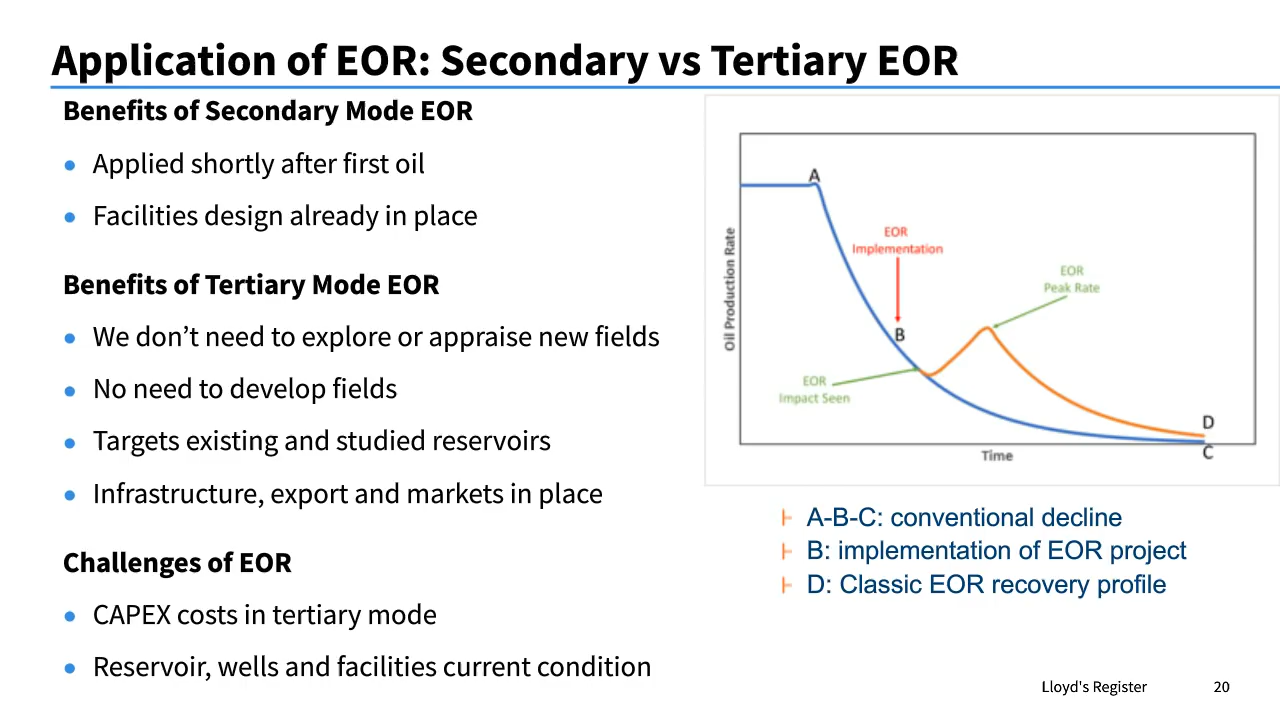 Application of EOR: Secondary vs Tertiary EOR
Benefits of Secondary Mode EOR
Applied shortly after first oil
Facilities design already in place
Benefits of Tertiary Mode EOR
We don’t need to explore or appraise new fields
No need to develop fields
Targets existing and studied reservoirs
Infrastructure, export and markets in place
Challenges of EOR
CAPEX costs in tertiary mode
Reservoir, wells and facilities current condition
Oil Production Rate
A
EOR
Implementation
B
EOR
Peak Rate
EOR
Impact Seen
D
C
Time
A-B-C: conventional decline
B: implementation of EOR project
D: Classic EOR recovery profile
Lloyd's Register
20